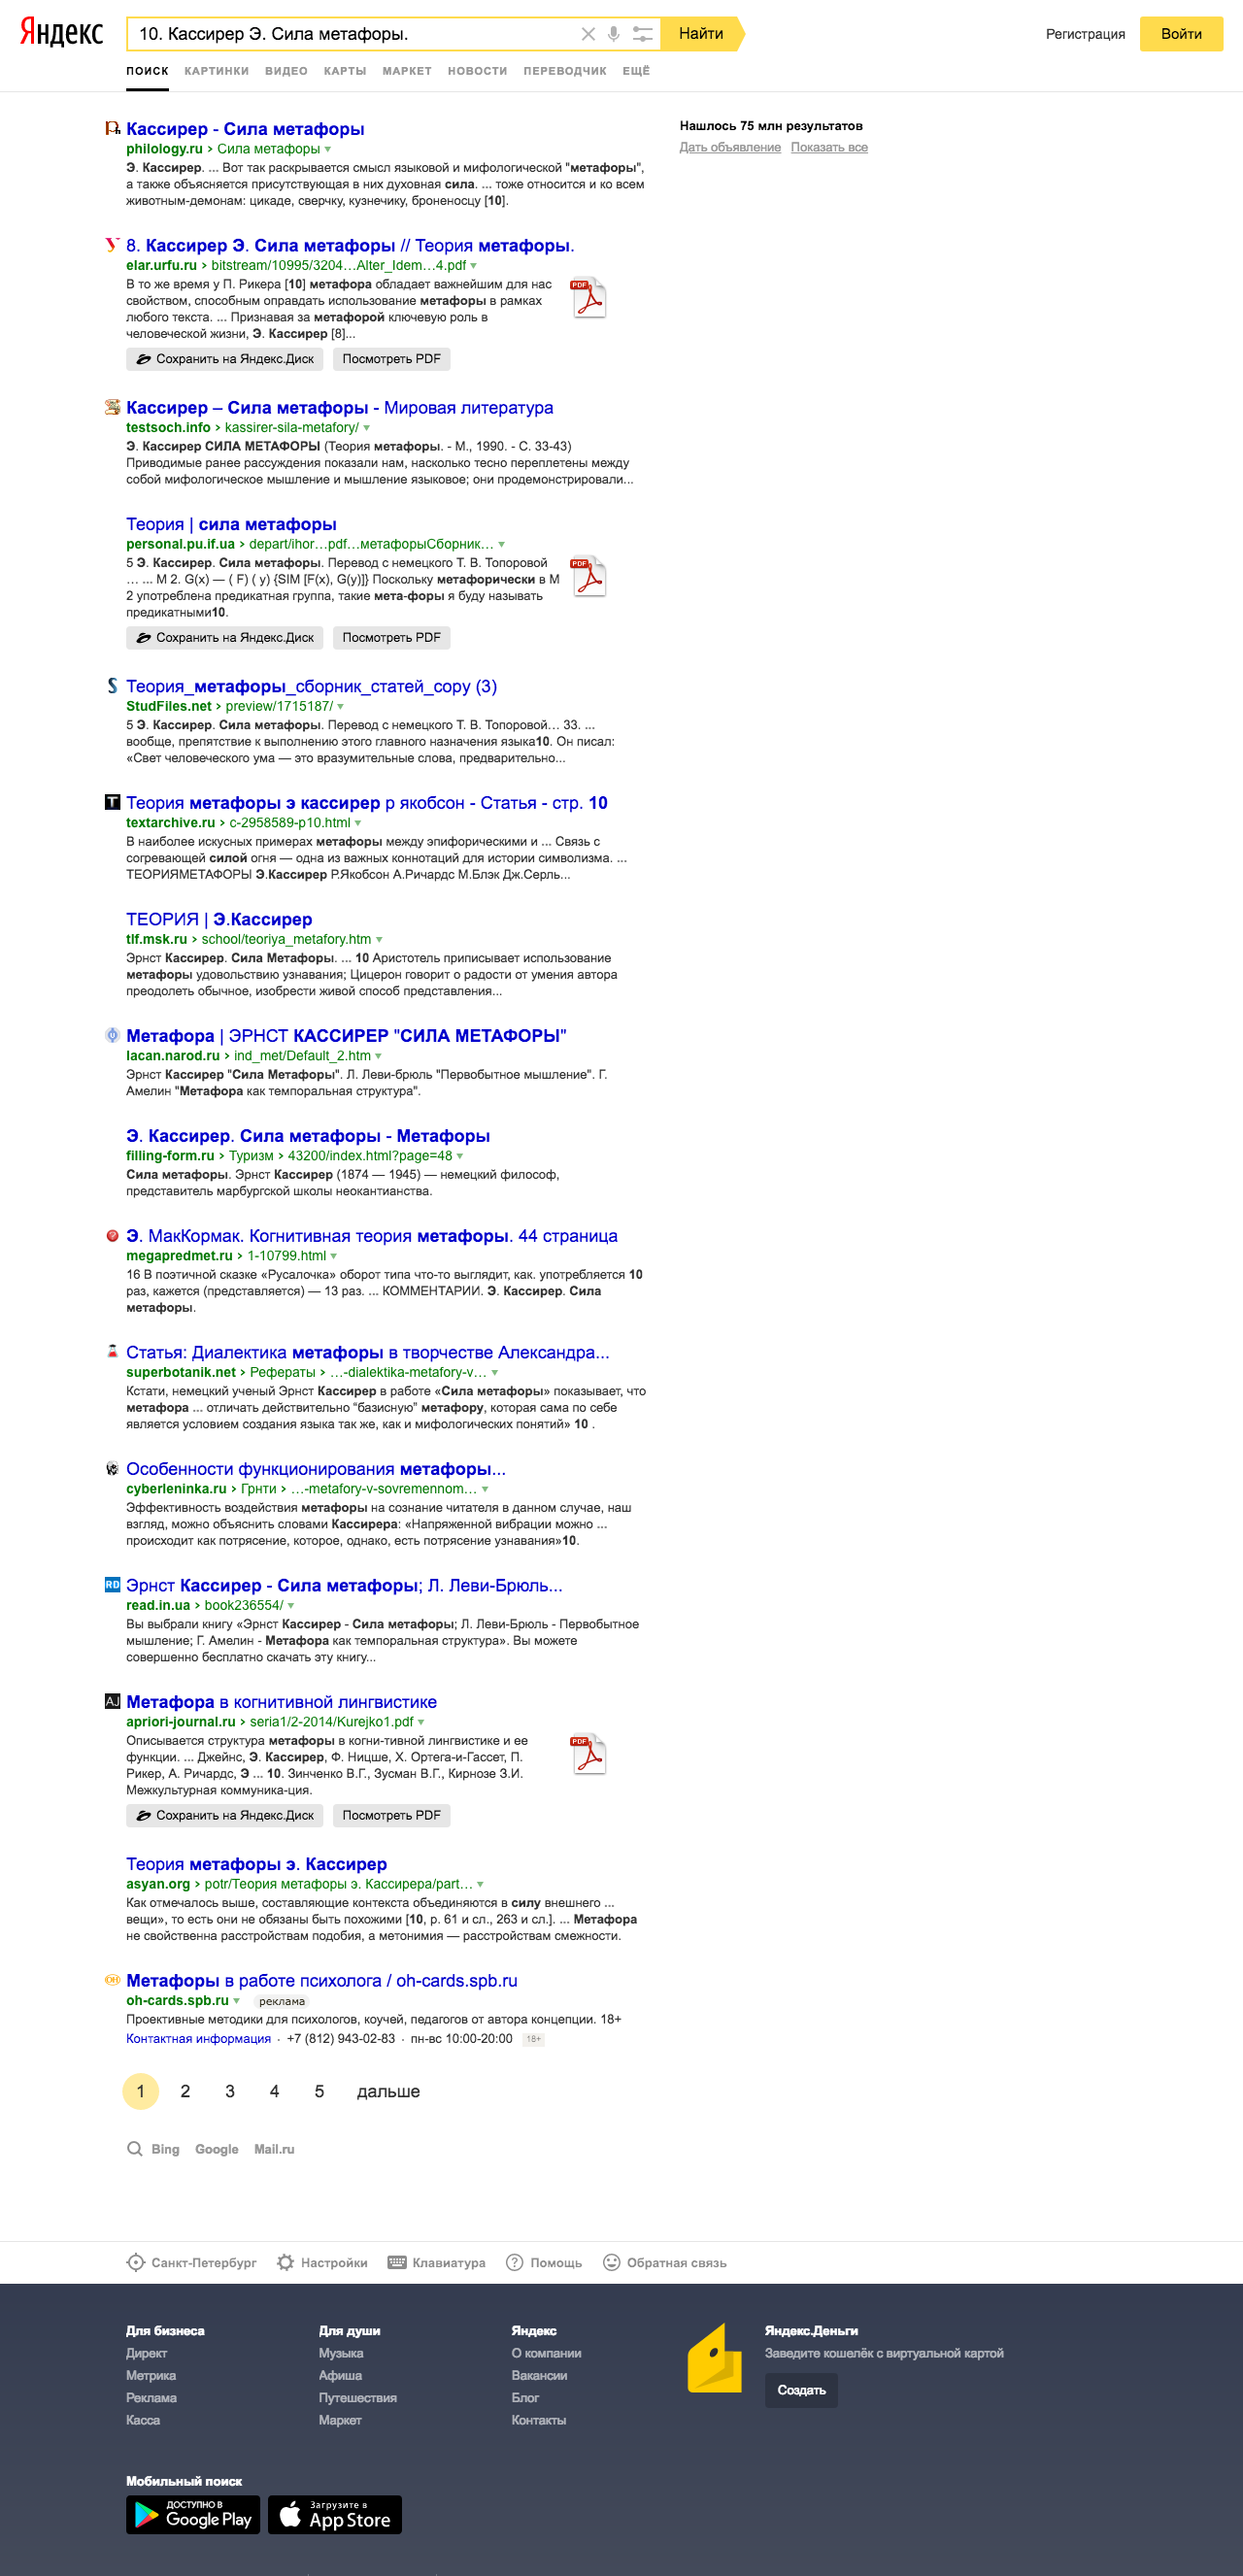 Яндекс
10. Кассирер Э. Сила метафоры.
Найти
Регистрация
Войти
ПОИСК КАРТИНКИ ВИДЕО КАРТЫ МАРКЕТ НОВОСТИ ПЕРЕВОДЧИК ЕЩЁ
Нашлось 75 млн результатов
Дать объявление Показать все
Кассирер - Сила метафоры
philology.ru › Сила метафоры
Э. Кассирер. ... Вот так раскрывается смысл языковой и мифологической "метафоры",
а также объясняется присутствующая в них духовная сила. ... тоже относится и ко всем
животным-демонам: цикаде, сверчку, кузнечику, броненосцу [10].
8. Кассирер Э. Сила метафоры // Теория метафоры.
elar.urfu.ru › bitstream/10995/3204…Alter_Idem…4.pdf
В то же время у П. Рикера [10] метафора обладает важнейшим для нас
свойством, способным оправдать использование метафоры в рамках
любого текста. ... Признавая за метафорой ключевую роль в
человеческой жизни, Э. Кассирер [8]...
PDF
Сохранить на Яндекс.Диск Посмотреть PDF
Кассирер – Сила метафоры - Мировая литература
testsoch.info › kassirer-sila-metafory/
Э. Кассирер СИЛА МЕТАФОРЫ (Теория метафоры. - М., 1990. - С. 33-43)
Приводимые ранее рассуждения показали нам, насколько тесно переплетены между
собой мифологическое мышление и мышление языковое; они продемонстрировали...
Теория | сила метафоры
personal.pu.if.ua › depart/ihor…pdf…метафорыСборник…
5 Э. Кассирер. Сила метафоры. Перевод с немецкого Т. В. Топоровой
… ... М 2. G(x) — ( F) ( y) {SIM [F(x), G(y)]} Поскольку метафорически в М
2 употреблена предикатная группа, такие мета-форы я буду называть
предикатными10.
PDF
Сохранить на Яндекс.Диск Посмотреть PDF
Теория_метафоры_сборник_статей_copy (3)
StudFiles.net › preview/1715187/
5 Э. Кассирер. Сила метафоры. Перевод с немецкого Т. В. Топоровой… 33. ...
вообще, препятствие к выполнению этого главного назначения языка10. Он писал:
«Свет человеческого ума — это вразумительные слова, предварительно...
Теория метафоры э кассирер р якобсон - Статья - стр. 10
textarchive.ru › c-2958589-p10.html
В наиболее искусных примерах метафоры между эпифорическими и ... Связь с
согревающей силой огня — одна из важных коннотаций для истории символизма. ...
ТЕОРИЯМЕТАФОРЫ Э.Кассирер Р.Якобсон А.Ричардс М.Блэк Дж.Серль...
ТЕОРИЯ | Э.Кассирер
tlf.msk.ru › school/teoriya_metafory.htm
Эрнст Кассирер. Сила Метафоры. ... 10 Аристотель приписывает использование
метафоры удовольствию узнавания; Цицерон говорит о радости от умения автора
преодолеть обычное, изобрести живой способ представления...
Метафора | ЭРНСТ КАССИРЕР "СИЛА МЕТАФОРЫ"
lacan.narod.ru › ind_met/Default_2.htm
Эрнст Кассирер "Сила Метафоры". Л. Леви-брюль "Первобытное мышление". Г.
Амелин "Метафора как темпоральная структура".
Э. Кассирер. Сила метафоры - Метафоры
filling-form.ru › Туризм › 43200/index.html?page=48
Сила метафоры. Эрнст Кассирер (1874 — 1945) — немецкий философ,
представитель марбургской школы неокантианства.
Э. МакКормак. Когнитивная теория метафоры. 44 страница
megapredmet.ru › 1-10799.html
16 В поэтичной сказке «Русалочка» оборот типа что-то выглядит, как. употребляется 10
раз, кажется (представляется) — 13 раз. ... КОММЕНТАРИИ. Э. Кассирер. Сила
метафоры.
Статья: Диалектика метафоры в творчестве Александра...
superbotanik.net › Рефераты › …-dialektika-metafory-v…
Кстати, немецкий ученый Эрнст Кассирер в работе «Сила метафоры» показывает, что
метафора ... отличать действительно “базисную” метафору, которая сама по себе
является условием создания языка так же, как и мифологических понятий» 10 .
Особенности функционирования метафоры...
cyberleninka.ru › Грнти › …-metafory-v-sovremennom…
Эффективность воздействия метафоры на сознание читателя в данном случае, наш
взгляд, можно объяснить словами Кассирера: «Напряженной вибрации можно ...
происходит как потрясение, которое, однако, есть потрясение узнавания»10.
RD
Эрнст Кассирер - Сила метафоры; Л. Леви-Брюль...
read.in.ua › book236554/
Вы выбрали книгу «Эрнст Кассирер - Сила метафоры; Л. Леви-Брюль - Первобытное
мышление; Г. Амелин - Метафора как темпоральная структура». Вы можете
совершенно бесплатно скачать эту книгу...
AJ
Метафора в когнитивной лингвистике
apriori-journal.ru › seria1/2-2014/Kurejko1.pdf
Описывается структура метафоры в когни-тивной лингвистике и ее
функции. ... Джейнс, Э. Кассирер, Ф. Ницше, Х. Ортега-и-Гассет, П.
Рикер, А. Ричардс, Э ... 10. Зинченко В.Г., Зусман В.Г., Кирнозе З.И.
Межкультурная коммуника-ция.
PDF
Сохранить на Яндекс.Диск Посмотреть PDF
Теория метафоры э. Кассирер
asyan.org › potr/Теория метафоры э. Кассирера/part…
Как отмечалось выше, составляющие контекста объединяются в силу внешнего ...
вещи», то есть они не обязаны быть похожими [10, р. 61 и сл., 263 и сл.]. ... Метафора
не свойственна расстройствам подобия, а метонимия — расстройствам смежности.
OH
Метафоры в работе психолога / oh-cards.spb.ru
oh-cards.spb.ru реклама
Проективные методики для психологов, коучей, педагогов от автора концепции. 18+
Контактная информация · +7 (812) 943-02-83 · пн-вс 10:00-20:00 18+
1 2 3 4 5 дальше
Bing Google Mail.ru
Санкт-Петербург Настройки Клавиатура Помощь Обратная связь
Для бизнеса
Директ
Метрика
Реклама
Касса
Для души
Музыка
Афиша
Путешествия
Маркет
Яндекс
О компании
Вакансии
Блог
Контакты
Яндекс.Деньги
Заведите кошелёк с виртуальной картой
Создать
Мобильный поиск
ДОСТУПНО В
Google Play
Загрузите в
App Store